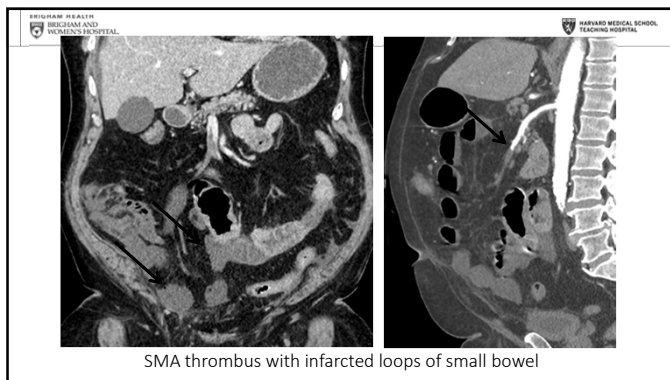 BRIGHAM HEALTH
BRIGHAM AND
WOMEN'S HOSPITAL
HARVARD MEDICAL SCHOOL
TEACHING HOSPITAL
SMA thrombus with infarcted loops of small bowel